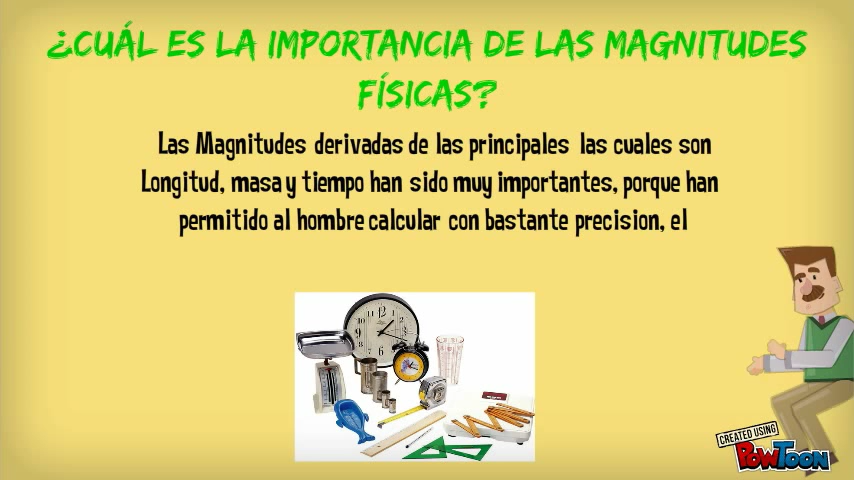 ¿CUÁL ES LA IMPORTANCIA DE LAS MAGNITUDES
FÍSICAS?
Las Magnitudes derivadas de las principales las cuales son
Longitud, masa y tiempo han sido muy importantes, porque han
permitido al hombre calcular con bastante precision, el
CREATED USING
POWTOON